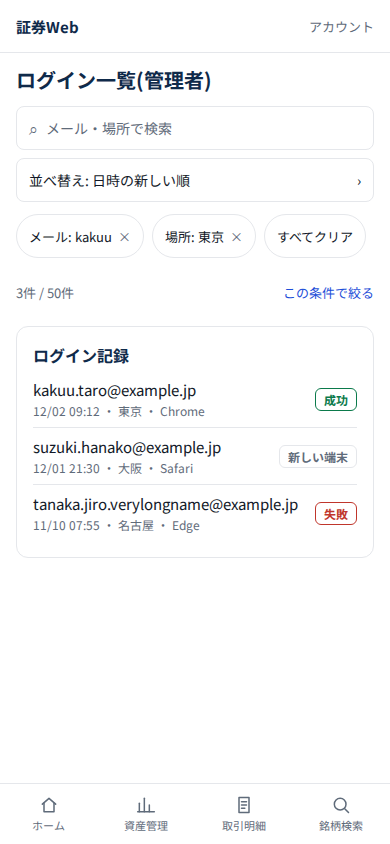 証券Web
アカウント
ログイン一覧(管理者)
メール・場所で検索
並べ替え: 日時の新しい順 ›
メール: kakuu × 場所: 東京 × すべてクリア
3件 / 50件
この条件で絞る
ログイン記録
kakuu.taro@example.jp
12/02 09:12 ・ 東京 ・ Chrome
成功
suzuki.hanako@example.jp
12/01 21:30 ・ 大阪 ・ Safari
新しい端末
tanaka.jiro.verylongname@example.jp
11/10 07:55 ・ 名古屋 ・ Edge
失敗
ホーム 資産管理 取引明細 銘柄検索